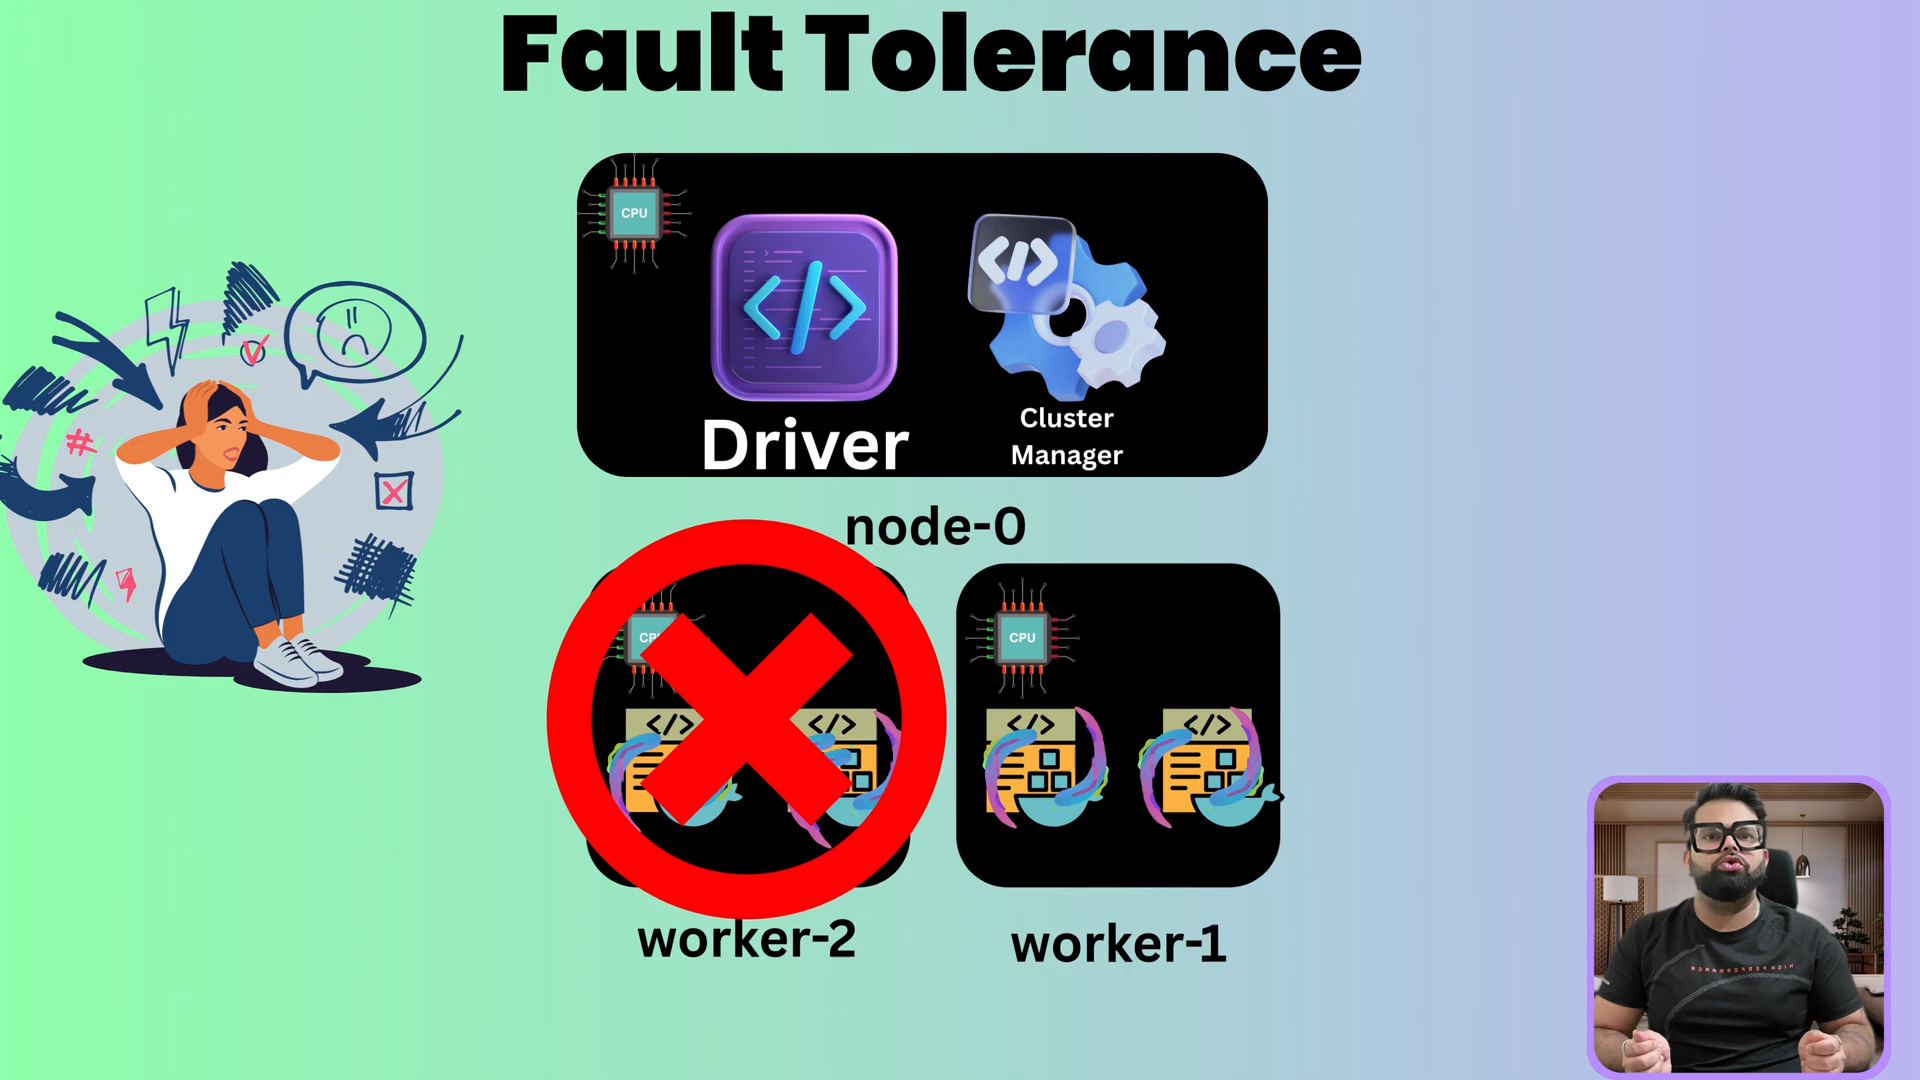 Fault Tolerance
CPU
Driver
Cluster
Manager
node-0
CPU
</>
</>
</>
</>
worker-2
worker-1